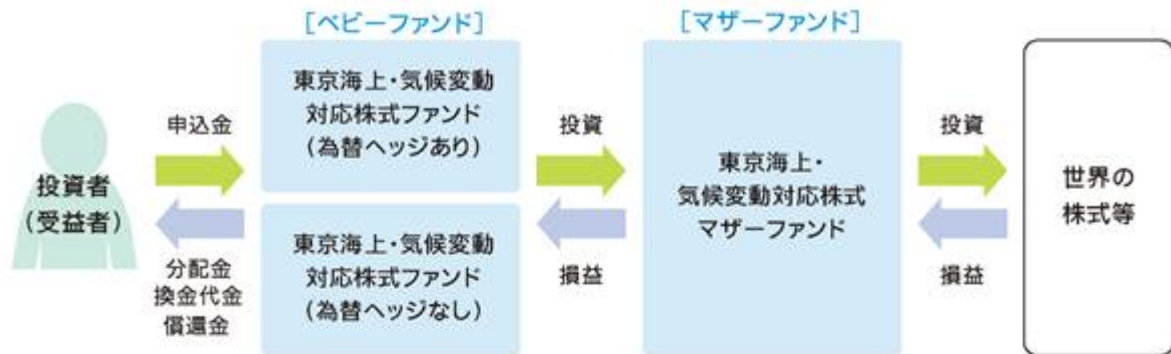 [ベビーファンド]
[マザーファンド]
投資者
(受益者)
申込金
分配金
換金代金
償還金
東京海上・気候変動
対応株式ファンド
(為替ヘッジあり)
東京海上・気候変動
対応株式ファンド
(為替ヘッジなし)
投資
損益
東京海上・
気候変動対応株式
マザーファンド
投資
損益
世界の
株式等